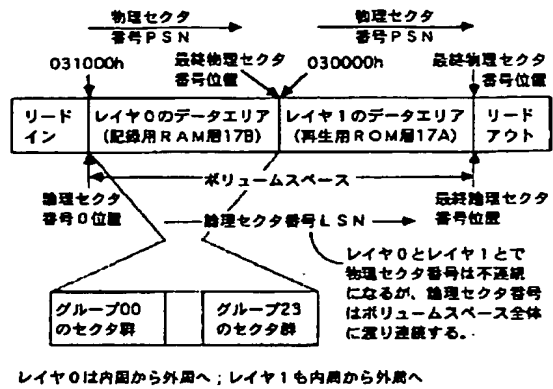 物理セクタ
番号PSN
物理セクタ
番号PSN
031000h
最終物理セクタ
番号位置
030000h
最終物理セクタ
番号位置
リード
イン
レイヤ0のデータエリア
(記録用RAM層17B)
レイヤ1のデータエリア
(再生用ROM層17A)
リード
アウト
ボリュームスペース
論理セクタ
番号0位置
論理セクタ番号LSN
最終論理セクタ
番号位置
レイヤ0とレイヤ1とで
物理セクタ番号は不連続
になるが、論理セクタ番号
はボリュームスペース全体
に渡り連続する。
グループ00
のセクタ群
グループ23
のセクタ群
レイヤ0は内周から外周へ;レイヤ1も内周から外周へ